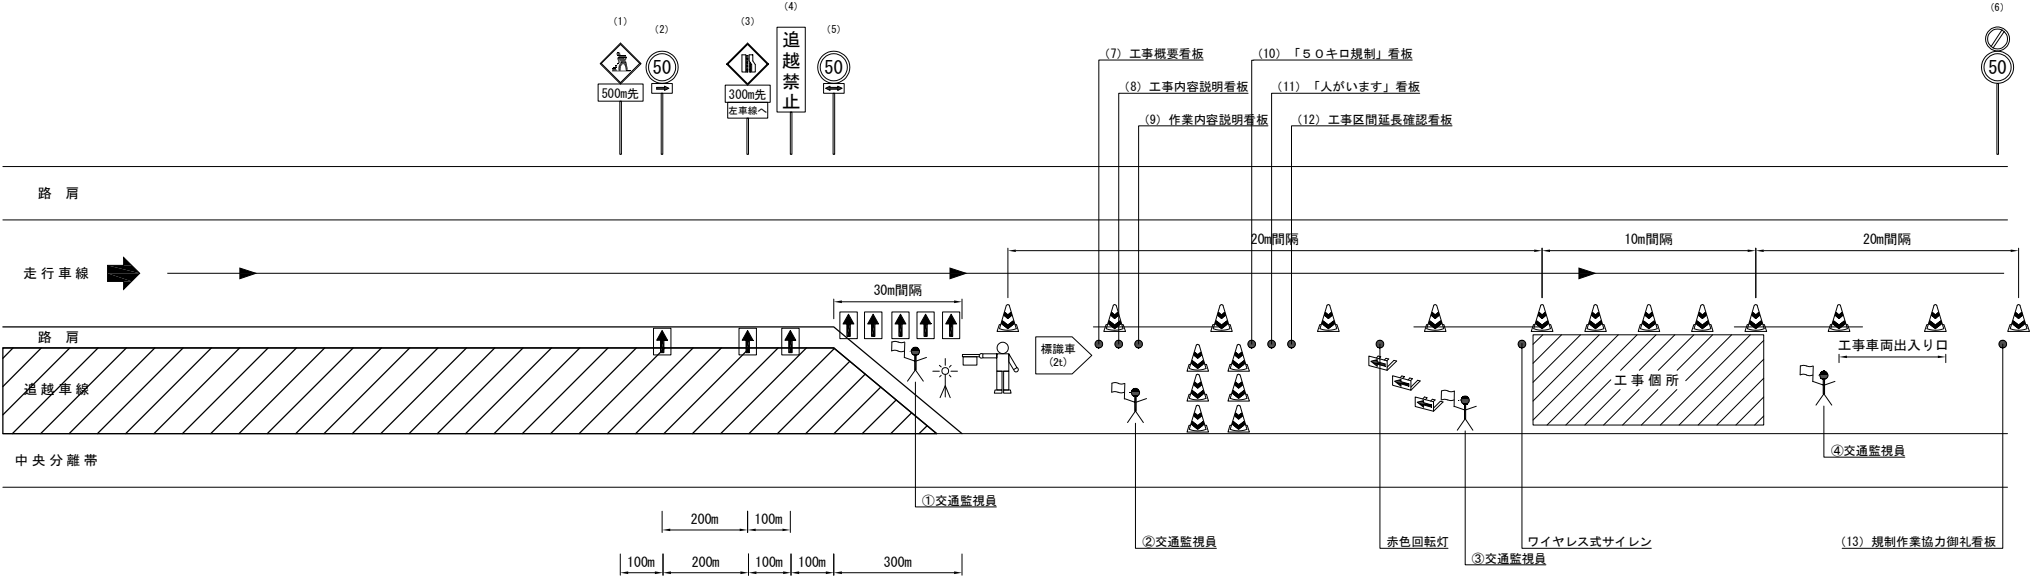 (1)
(2)
(3)
(4)
(5)
(6)
50
500m先
300m先
左車線へ
追越禁止
50
50
(7) 工事概要看板
(8) 工事内容説明看板
(9) 作業内容説明看板
(10) 「50キロ規制」看板
(11) 「人がいます」看板
(12) 工事区間延長確認看板
路肩
走行車線
20m間隔
10m間隔
20m間隔
30m間隔
路肩
追越車線
標識車
(2t)
工事個所
工事車両出入り口
中央分離帯
①交通監視員
②交通監視員
赤色回転灯
③交通監視員
ワイヤレス式サイレン
④交通監視員
(13) 規制作業協力御礼看板
200m
100m
100m
200m
100m
100m
300m